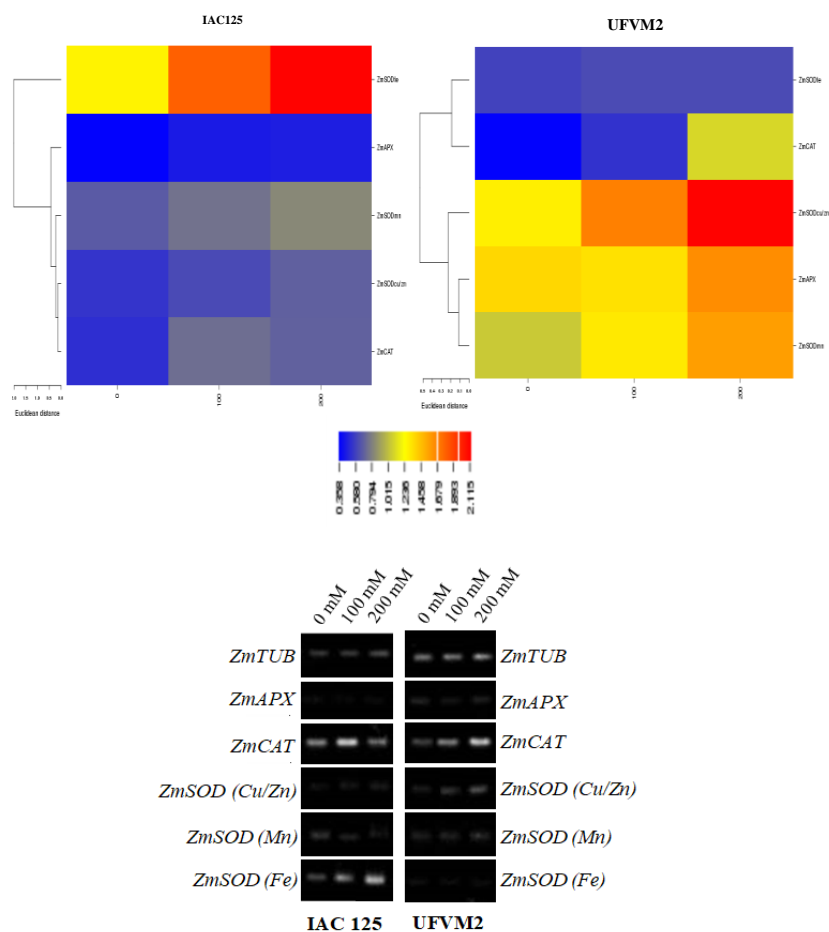 IAC125
UFVM2
ZmSODfe
ZmAPX
ZmSODmn
ZmSODcu/zn
ZmCAT
Euclidean distance
0
100
200
ZmSODfe
ZmCAT
ZmSODcu/zn
ZmAPX
ZmSODmn
Euclidean distance
0
100
200
0.358
0.580
0.794
1.015
1.236
1.458
1.679
1.893
2.115
0 mM
100 mM
200 mM
0 mM
100 mM
200 mM
ZmTUB ZmTUB
ZmAPX ZmAPX
ZmCAT ZmCAT
ZmSOD (Cu/Zn) ZmSOD (Cu/Zn)
ZmSOD (Mn) ZmSOD (Mn)
ZmSOD (Fe) ZmSOD (Fe)
IAC 125 UFVM2